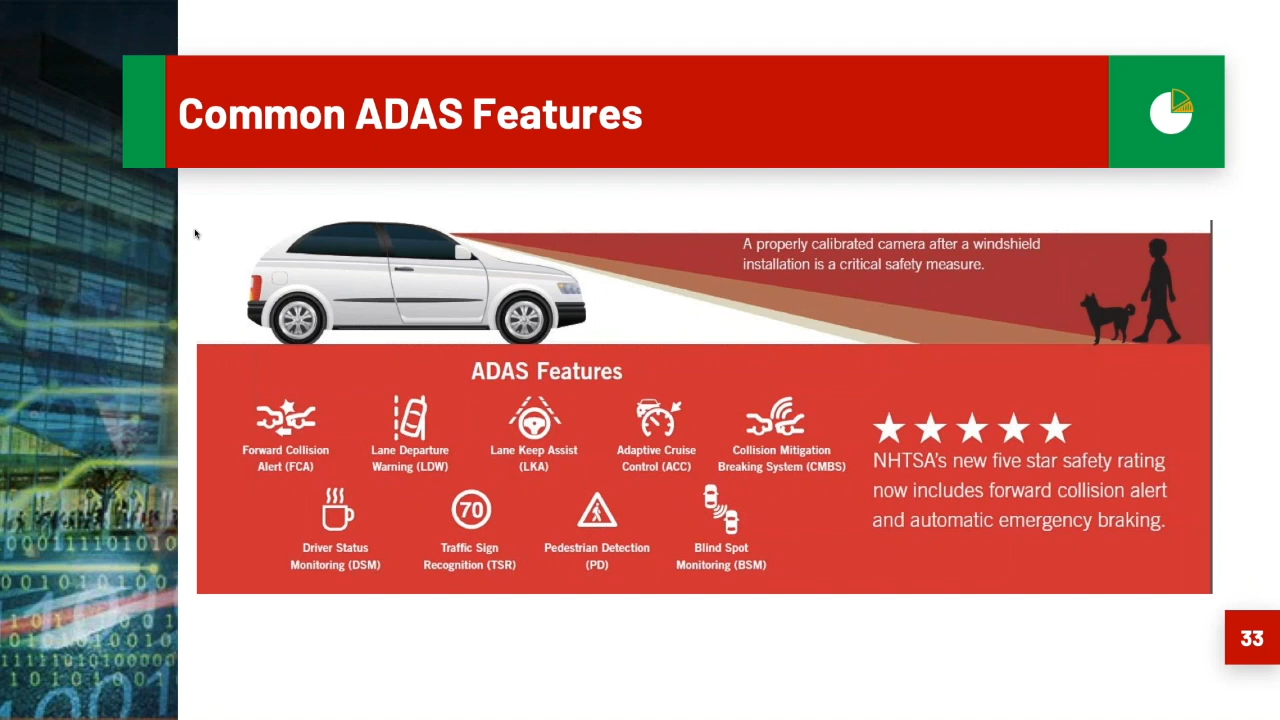 Common ADAS Features
A properly calibrated camera after a windshield
installation is a critical safety measure.
ADAS Features
Forward Collision
Alert (FCA)
Lane Departure
Warning (LDW)
Lane Keep Assist
(LKA)
Adaptive Cruise
Control (ACC)
Collision Mitigation
Breaking System (CMBS)
70
Driver Status
Monitoring (DSM)
Traffic Sign
Recognition (TSR)
Pedestrian Detection
(PD)
Blind Spot
Monitoring (BSM)
NHTSA's new five star safety rating
now includes forward collision alert
and automatic emergency braking.
33